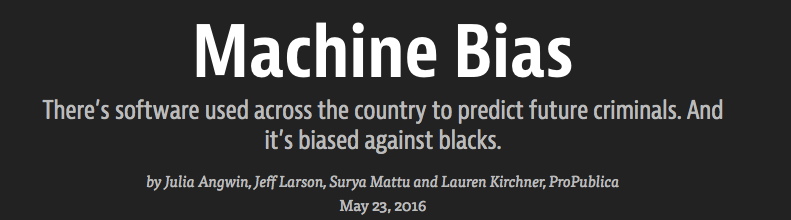 Machine Bias
There's software used across the country to predict future criminals. And
it's biased against blacks.
by Julia Angwin, Jeff Larson, Surya Mattu and Lauren Kirchner, ProPublica
May 23, 2016